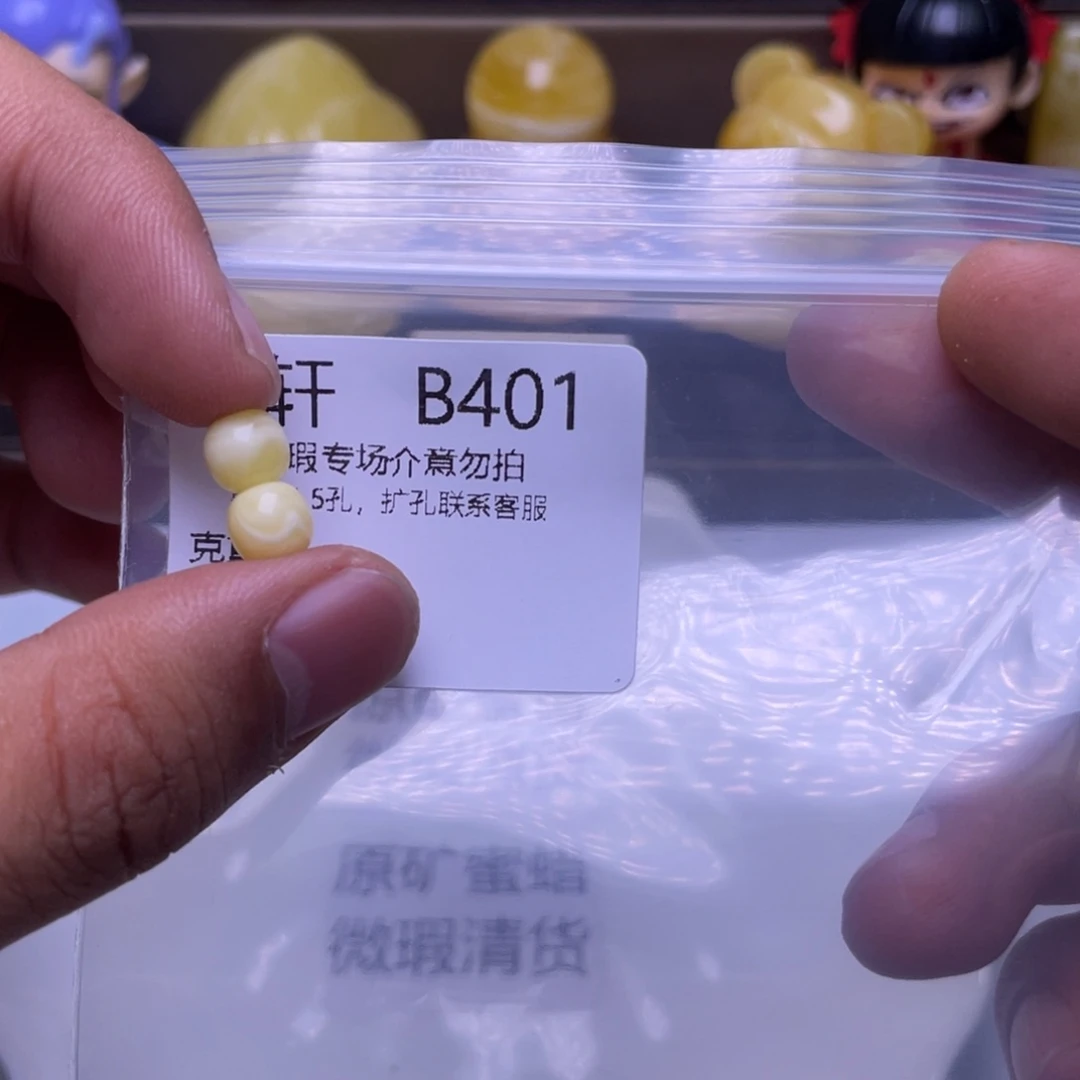 轩 B401
瑕专场介意勿拍
5孔，扩孔联系客服
克
原矿蜜蜡
微瑕清货